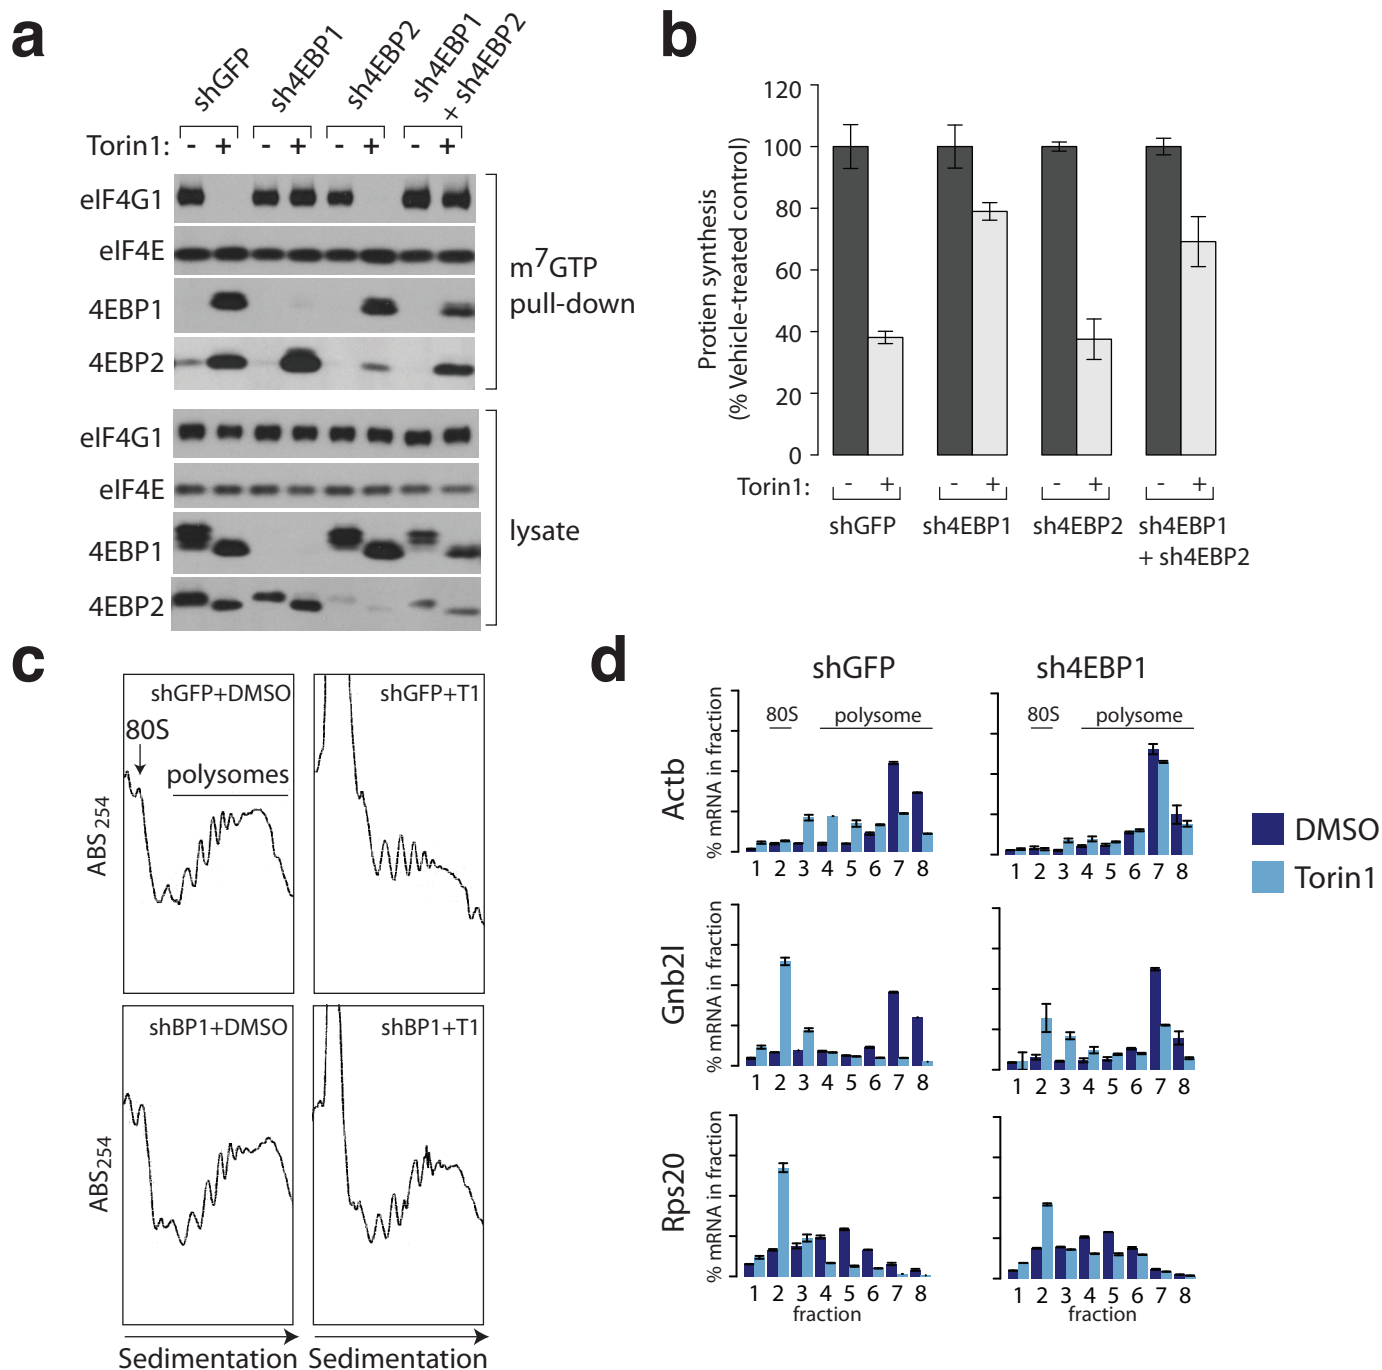 a
shGFP
sh4EBP1
sh4EBP2
sh4EBP1
+ sh4EBP2
Torin1: - + - + - + - +
eIF4G1
eIF4E
4EBP1
4EBP2
m7GTP
pull-down
eIF4G1
eIF4E
4EBP1
4EBP2
lysate
b
Protien synthesis
(% Vehicle-treated control)
120
100
80
60
40
20
0
Torin1: - + - + - + - +
shGFP sh4EBP1 sh4EBP2 sh4EBP1
+ sh4EBP2
c
shGFP+DMSO
80S
polysomes
ABS254
shGFP+T1
shBP1+DMSO
ABS254
shBP1+T1
Sedimentation Sedimentation
d
shGFP sh4EBP1
Actb
% mRNA in fraction
80S polysome
1 2 3 4 5 6 7 8
80S polysome
1 2 3 4 5 6 7 8
DMSO
Torin1
Gnb2l
% mRNA in fraction
1 2 3 4 5 6 7 8
1 2 3 4 5 6 7 8
Rps20
% mRNA in fraction
1 2 3 4 5 6 7 8
fraction
1 2 3 4 5 6 7 8
fraction